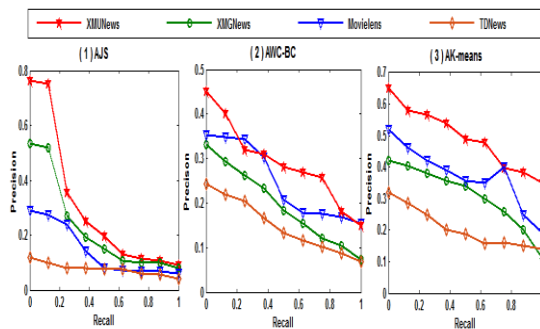 XMUNews XMGNews Movielens TDNews
( 1 ) AJS
( 2 ) AWC-BC
( 3 ) AK-means
Precision
0.8
0.6
0.4
0.2
0
0 0.2 0.4 0.6 0.8 1
Recall
Precision
0.5
0.4
0.3
0.2
0.1
0
0 0.2 0.4 0.6 0.8 1
Recall
Precision
0.7
0.6
0.5
0.4
0.3
0.2
0.1
0
0 0.2 0.4 0.6 0.8
Recall